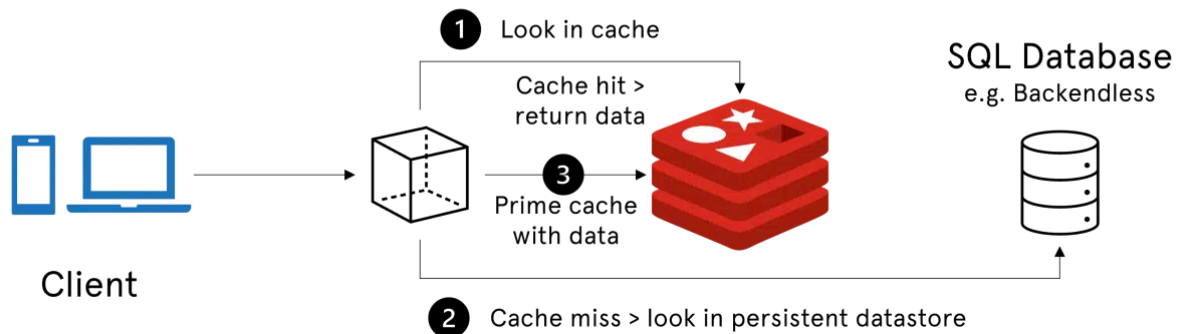 1 Look in cache
Cache hit >
return data
SQL Database
e.g. Backendless
3
Prime cache
with data
Client
2 Cache miss > look in persistent datastore